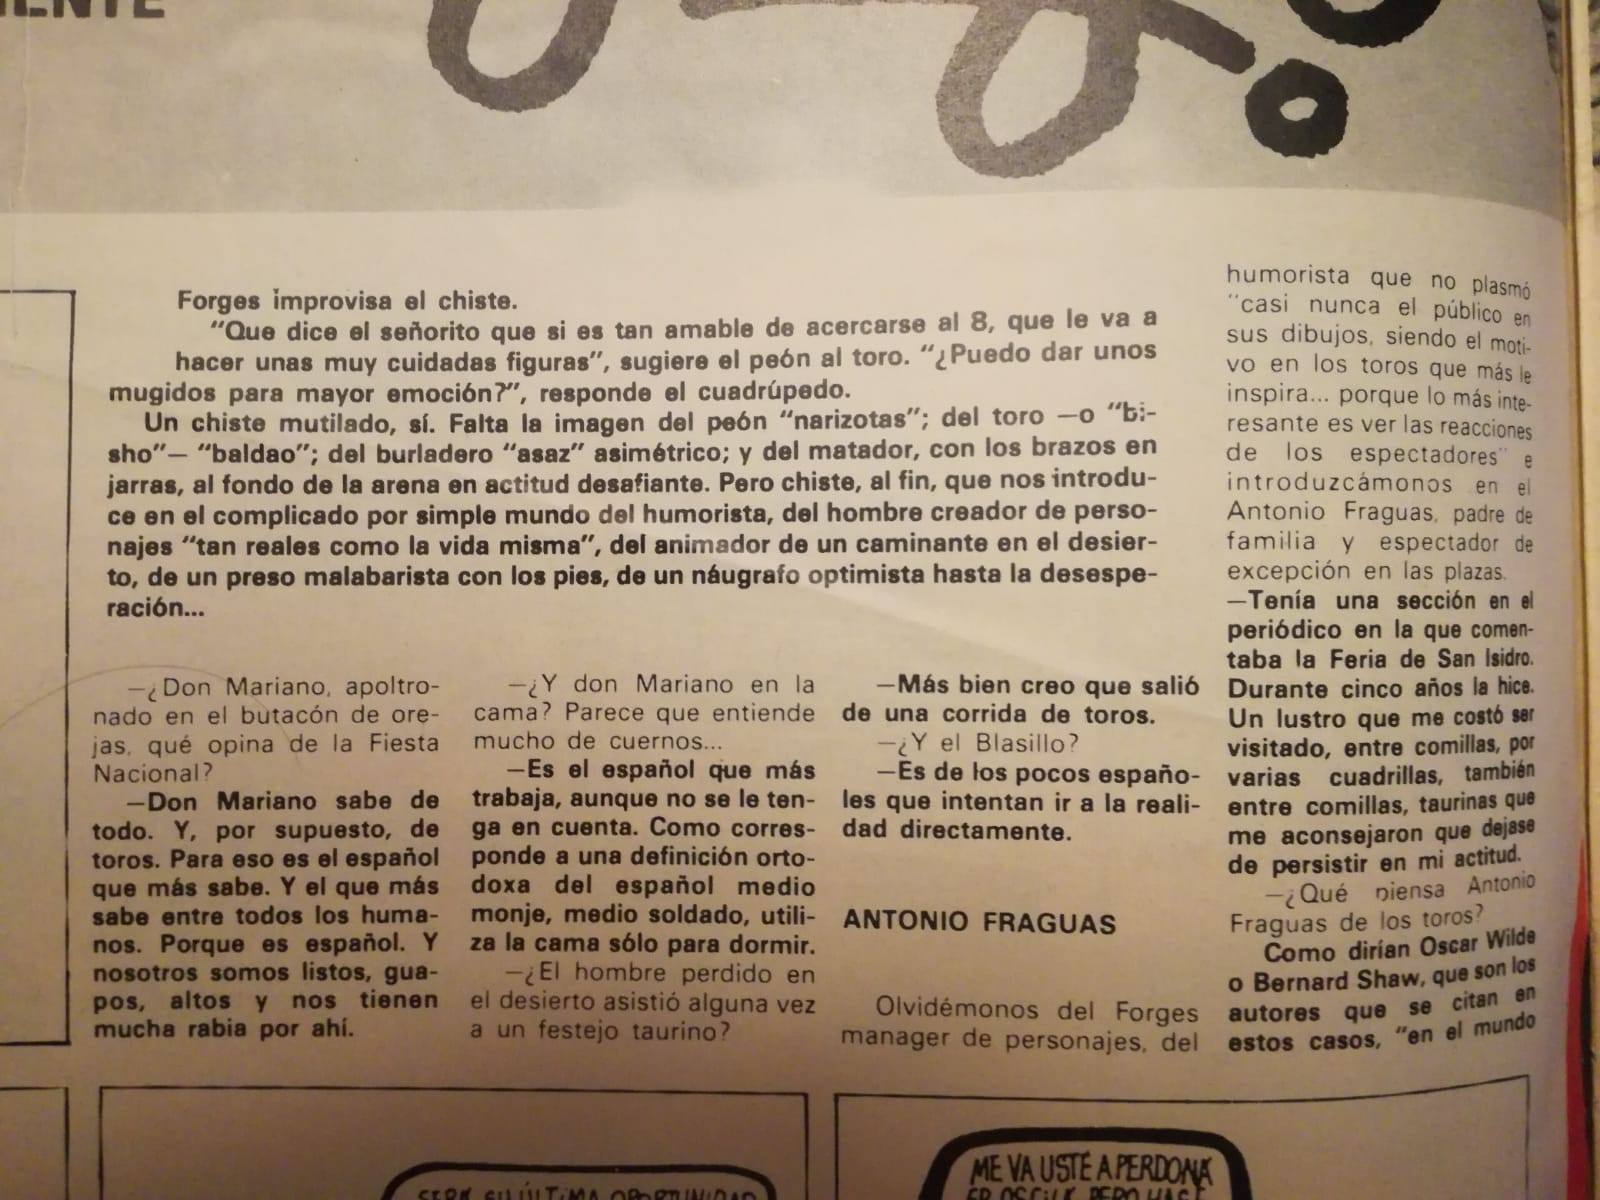 Forges improvisa el chiste.
"Que dice el señorito que si es tan amable de acercarse al 8, que le va a
hacer unas muy cuidadas figuras", sugiere el peón al toro. "¿Puedo dar unos
mugidos para mayor emoción?", responde el cuadrúpedo.
Un chiste mutilado, sí. Falta la imagen del peón "narizotas"; del toro —o "bi-
sho"— "baldao"; del burladero "asaz" asimétrico; y del matador, con los brazos en
jarras, al fondo de la arena en actitud desafiante. Pero chiste, al fin, que nos introdu-
ce en el complicado por simple mundo del humorista, del hombre creador de perso-
najes "tan reales como la vida misma", del animador de un caminante en el desier-
to, de un preso malabarista con los pies, de un náugrafo optimista hasta la desespe-
ración...
—¿Don Mariano, apoltro-
nado en el butacón de ore-
jas, qué opina de la Fiesta
Nacional?
—Don Mariano sabe de
todo. Y, por supuesto, de
toros. Para eso es el español
que más sabe. Y el que más
sabe entre todos los huma-
nos. Porque es español. Y
nosotros somos listos, gua-
pos, altos y nos tienen
mucha rabia por ahí.
—¿Y don Mariano en la
cama? Parece que entiende
mucho de cuernos...
—Es el español que más
trabaja, aunque no se le ten-
ga en cuenta. Como corres-
ponde a una definición orto-
doxa del español medio
monje, medio soldado, utili-
za la cama sólo para dormir.
—¿El hombre perdido en
el desierto asistió alguna vez
a un festejo taurino?
—Más bien creo que salió
de una corrida de toros.
—¿Y el Blasillo?
—Es de los pocos españo-
les que intentan ir a la reali-
dad directamente.
ANTONIO FRAGUAS
Olvidémonos del Forges
manager de personajes, del
humorista que no plasmó
"casi nunca el público en
sus dibujos, siendo el moti-
vo en los toros que más le
inspira... porque lo más inte-
resante es ver las reacciones
de los espectadores" e
introduzcámonos en el
Antonio Fraguas, padre de
familia y espectador de
excepción en las plazas.
—Tenía una sección en el
periódico en la que comen-
taba la Feria de San Isidro.
Durante cinco años la hice.
Un lustro que me costó ser
visitado, entre comillas, por
varias cuadrillas, también
entre comillas, taurinas que
me aconsejaron que dejase
de persistir en mi actitud.
—¿Qué piensa Antonio
Fraguas de los toros?
Como dirían Oscar Wilde
o Bernard Shaw, que son los
autores que se citan en
estos casos, "en el mundo
SERÁ SU ÚLTIMA OPORTUNIDAD
ME VA USTÉ A PERDONÁ